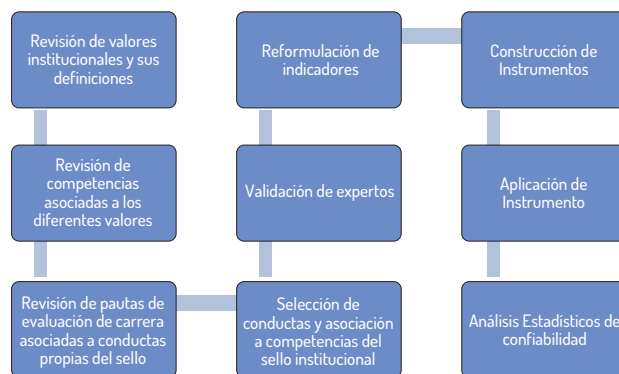 Revisión de valores
institucionales y sus
definiciones
Revisión de
competencias
asociadas a los
diferentes valores
Revisión de pautas de
evaluación de carrera
asociadas a conductas
propias del sello
Selección de
conductas y asociación
a competencias del
sello institucional
Validación de expertos
Reformulación de
indicadores
Construcción de
Instrumentos
Aplicación de
Instrumento
Análisis Estadísticos de
confiabilidad